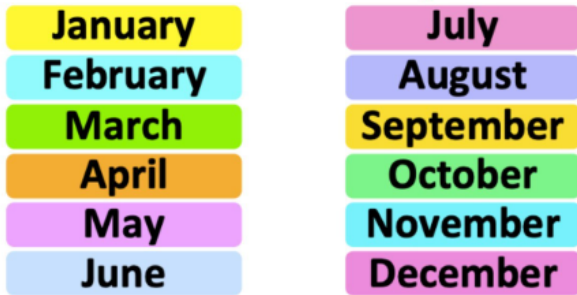 January
February
March
April
May
June
July
August
September
October
November
December